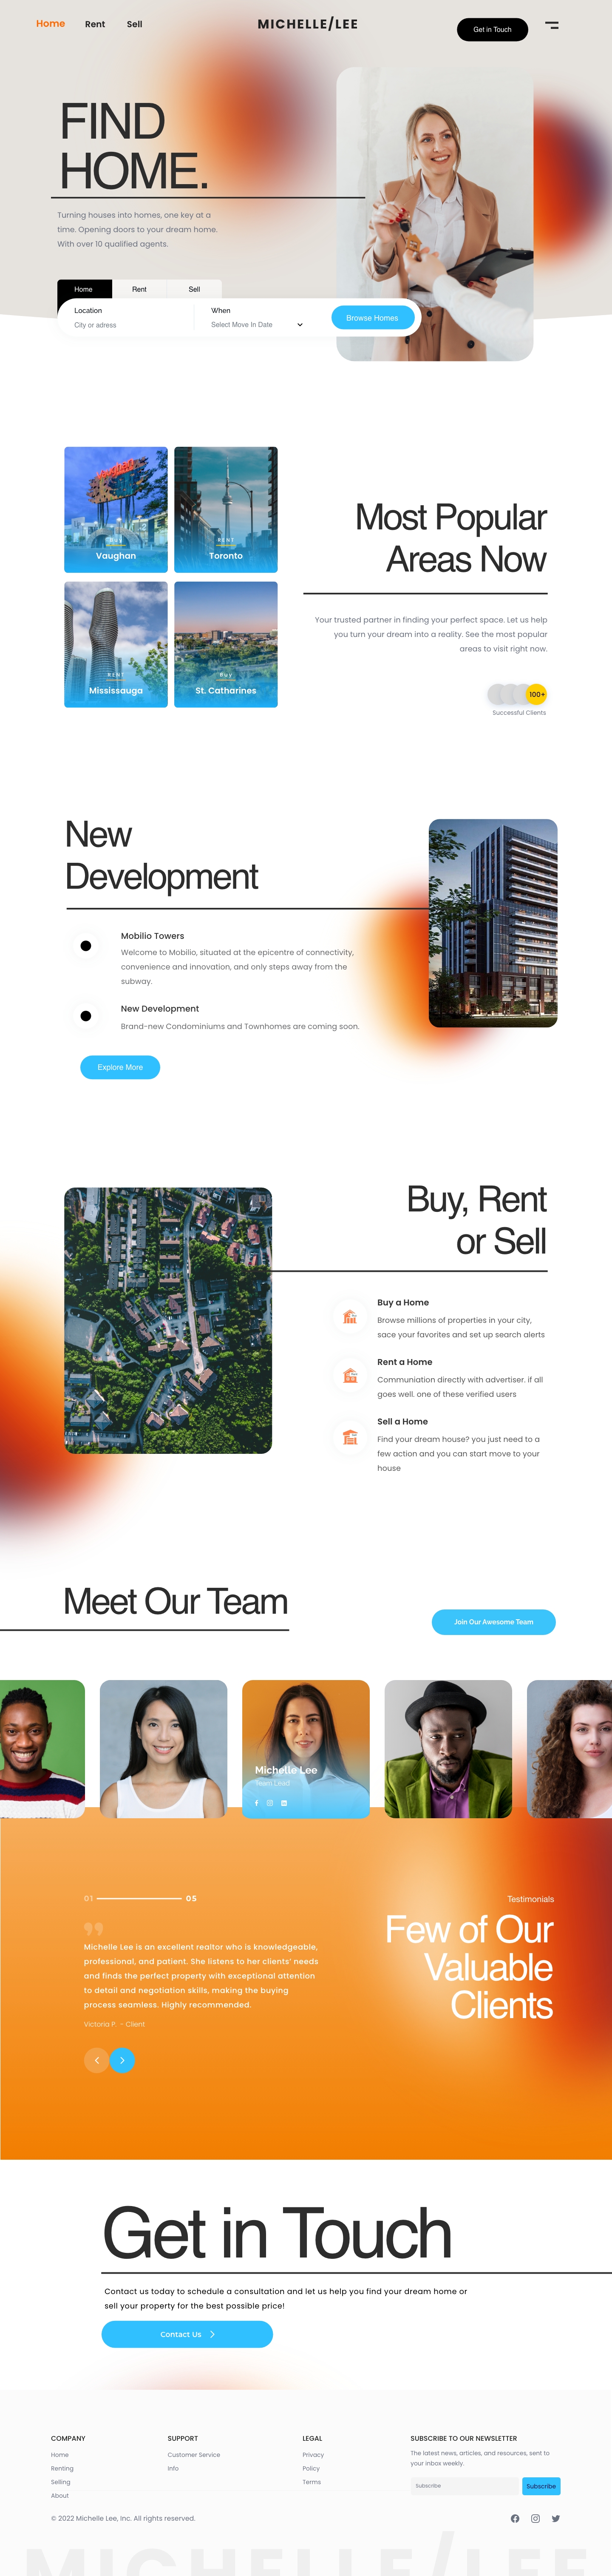 Home Rent Sell
MICHELLE/LEE
Get in Touch
FIND
HOME.
Turning houses into homes, one key at a
time. Opening doors to your dream home.
With over 10 qualified agents.
Home Rent Sell
Location
City or adress
When
Select Move In Date
Browse Homes
Vaughan
RENT
Toronto
RENT
Mississauga
Buy
St. Catharines
Most Popular
Areas Now
Your trusted partner in finding your perfect space. Let us help
you turn your dream into a reality. See the most popular
areas to visit right now.
100+
Successful Clients
New
Development
Mobilio Towers
Welcome to Mobilio, situated at the epicentre of connectivity,
convenience and innovation, and only steps away from the
subway.
New Development
Brand-new Condominiums and Townhomes are coming soon.
Explore More
Buy, Rent
or Sell
Buy a Home
Browse millions of properties in your city,
sace your favorites and set up search alerts
Rent a Home
Communiation directly with advertiser. if all
goes well. one of these verified users
Sell a Home
Find your dream house? you just need to a
few action and you can start move to your
house
Meet Our Team
Join Our Awesome Team
Michelle Lee
Team Lead
01 05
Michelle Lee is an excellent realtor who is knowledgeable,
professional, and patient. She listens to her clients' needs
and finds the perfect property with exceptional attention
to detail and negotiation skills, making the buying
process seamless. Highly recommended.
Victoria P. - Client
Testimonials
Few of Our
Valuable
Clients
Get in Touch
Contact us today to schedule a consultation and let us help you find your dream home or
sell your property for the best possible price!
Contact Us
COMPANY
Home
Renting
Selling
About
SUPPORT
Customer Service
Info
LEGAL
Privacy
Policy
Terms
SUBSCRIBE TO OUR NEWSLETTER
The latest news, articles, and resources, sent to
your inbox weekly.
Subscribe
Subscribe
© 2022 Michelle Lee, Inc. All rights reserved.
MICHELLE/LEE